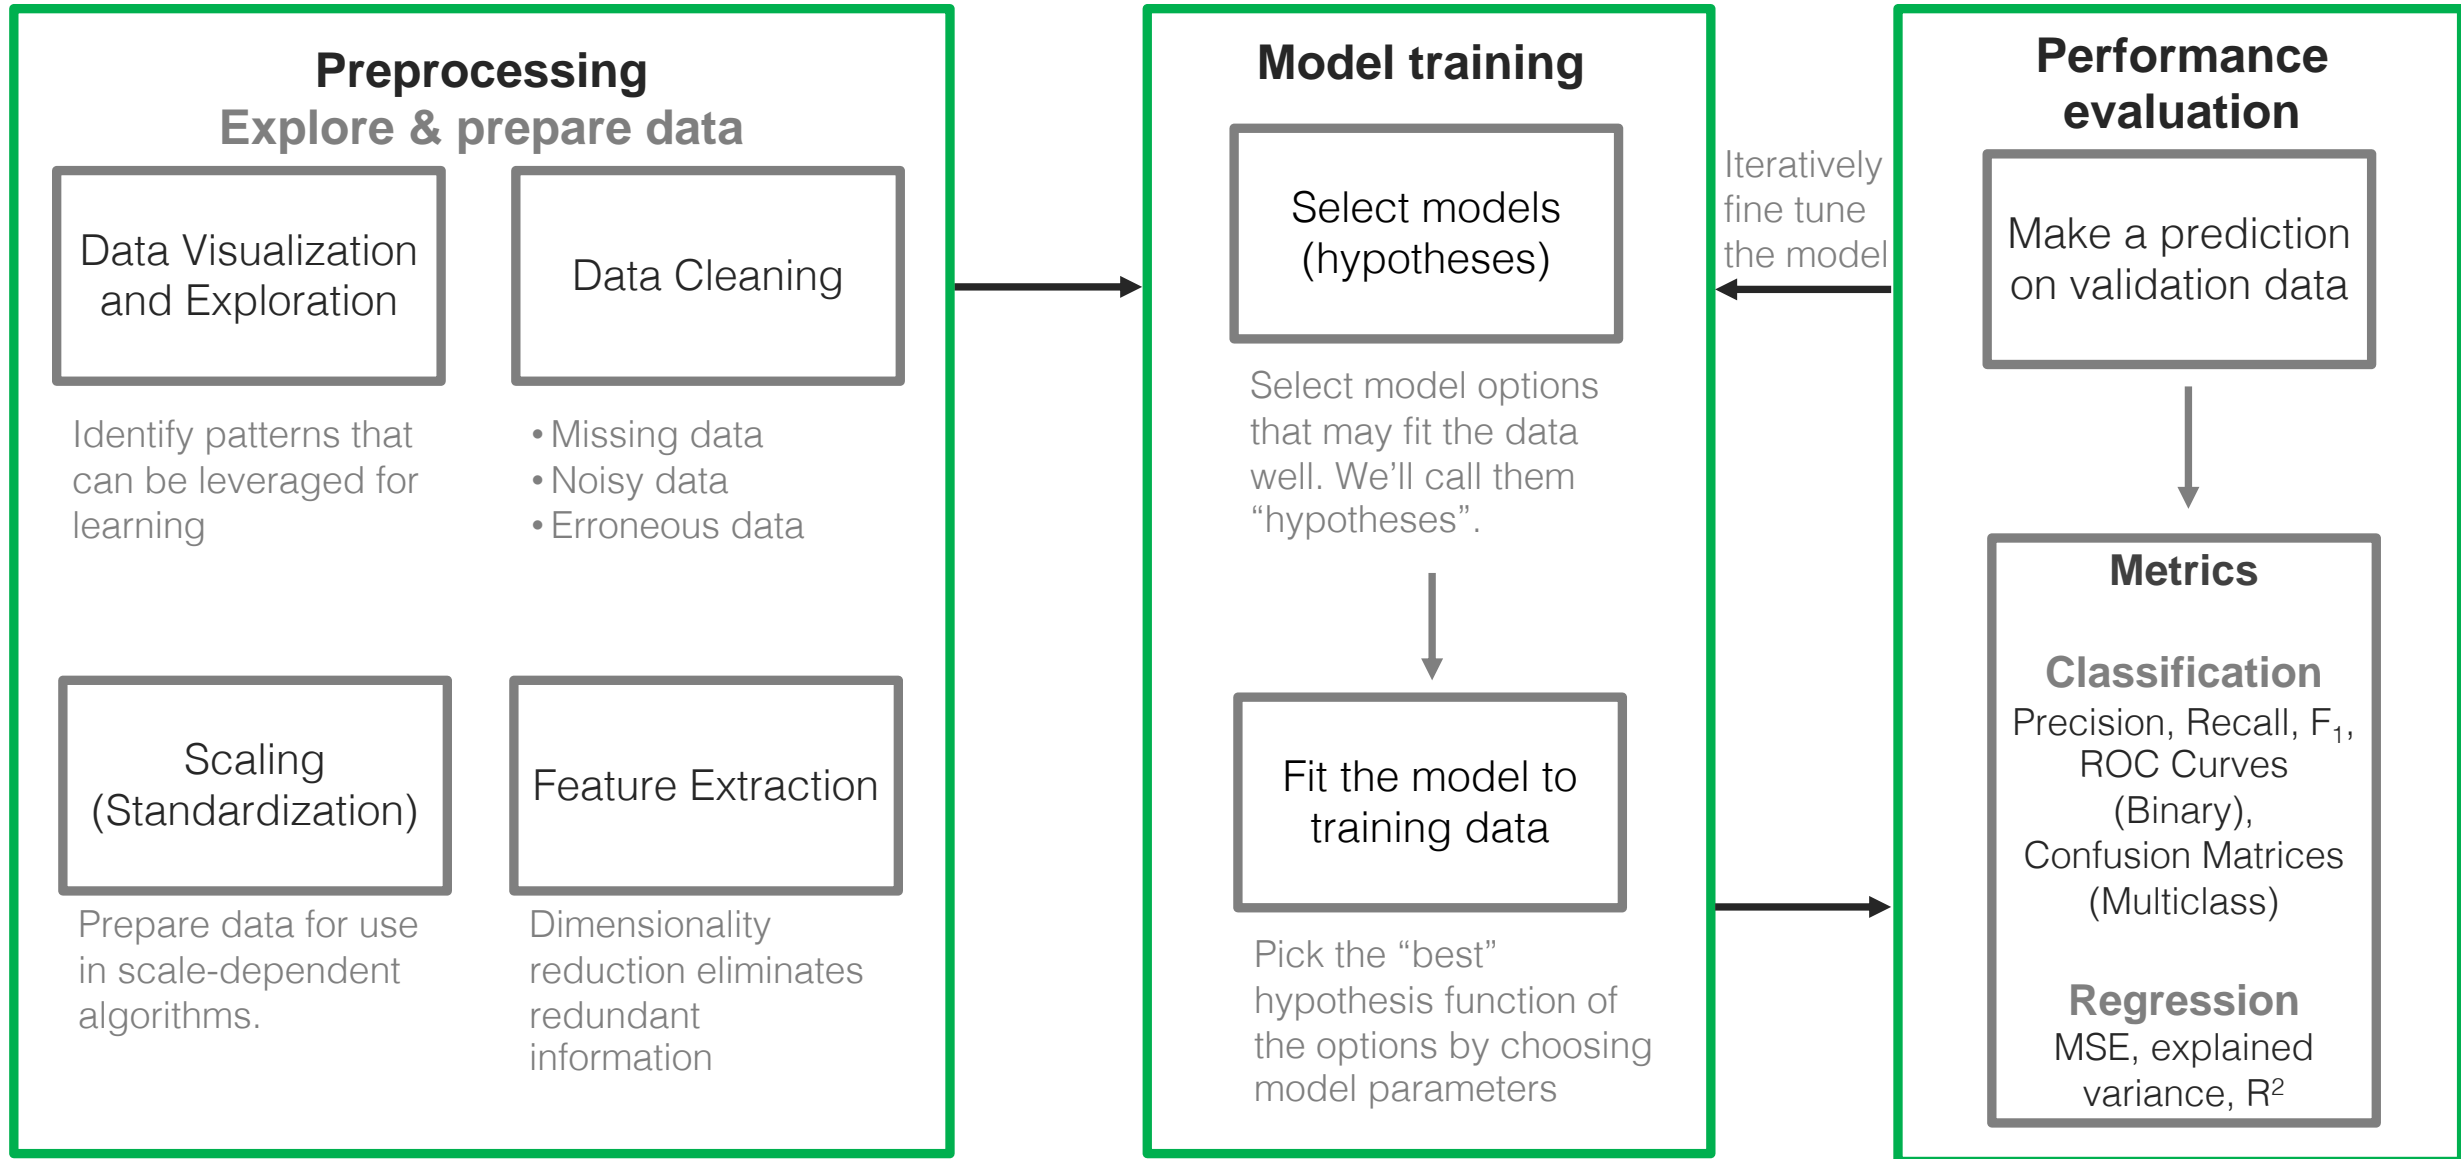 Preprocessing
Explore & prepare data
Data Visualization
and Exploration
Identify patterns that
can be leveraged for
learning
Data Cleaning
• Missing data
• Noisy data
• Erroneous data
Scaling
(Standardization)
Prepare data for use
in scale-dependent
algorithms.
Feature Extraction
Dimensionality
reduction eliminates
redundant
information
Model training
Select models
(hypotheses)
Select model options
that may fit the data
well. We’ll call them
“hypotheses”.
Fit the model to
training data
Pick the “best”
hypothesis function of
the options by choosing
model parameters
Iteratively
fine tune
the model
Performance
evaluation
Make a prediction
on validation data
Metrics
Classification
Precision, Recall, F₁,
ROC Curves
(Binary),
Confusion Matrices
(Multiclass)
Regression
MSE, explained
variance, R²